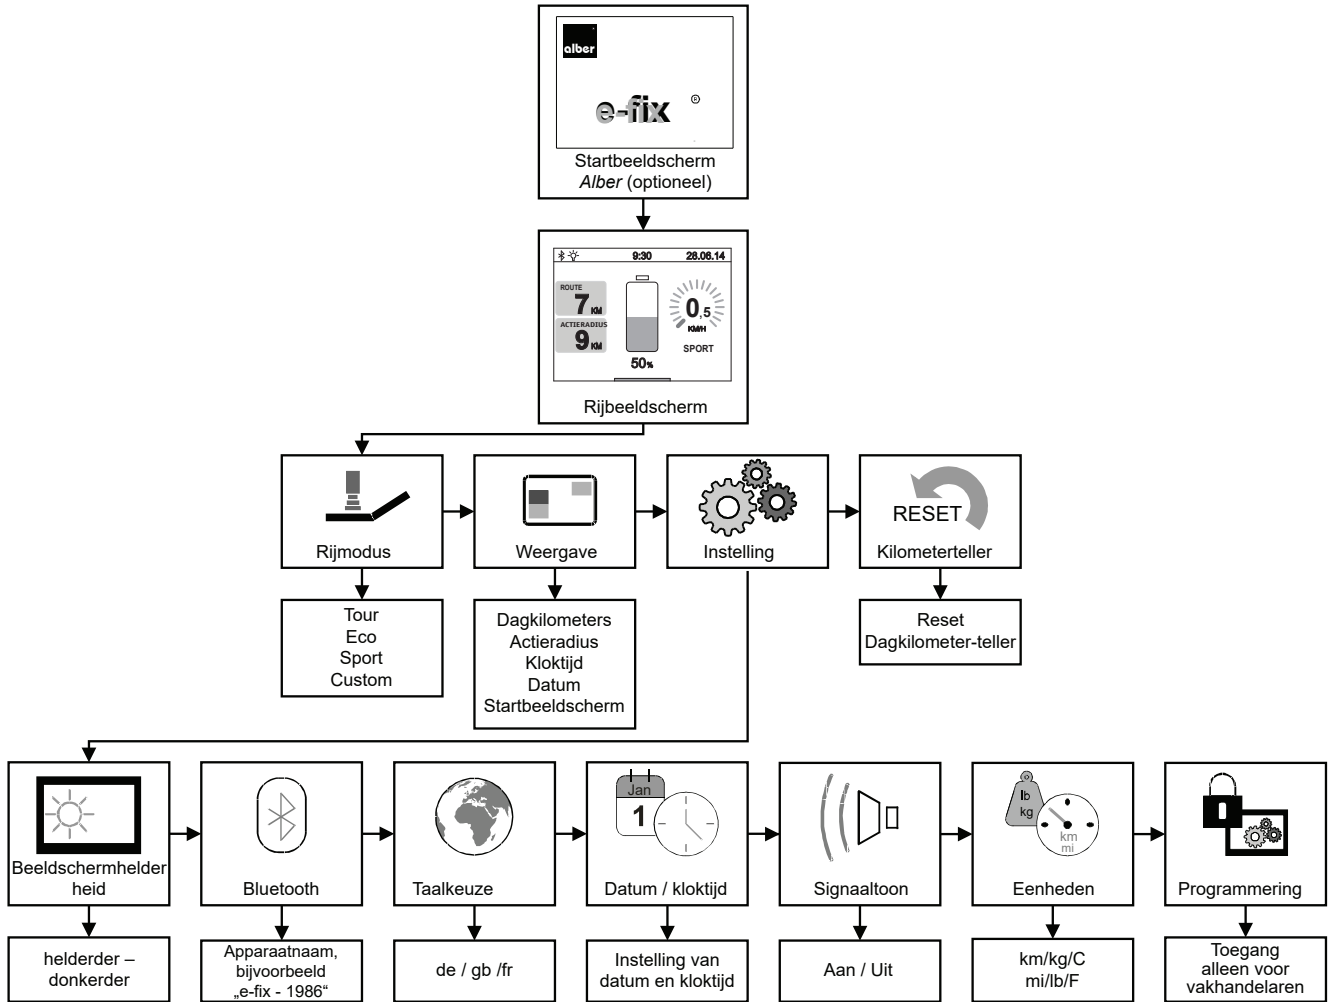 alber
e-fix ®
Startbeeldscherm
Alber (optioneel)
9:30 28.06.14
ROUTE
7 KM
ACTIERADIUS
9 KM
50%
0,5
KM/H
SPORT
Rijbeeldscherm
Rijmodus
Weergave
Instelling
RESET
Kilometerteller
Tour
Eco
Sport
Custom
Dagkilometers
Actieradius
Kloktijd
Datum
Startbeeldscherm
Reset
Dagkilometer-teller
Beeldschermhelder
heid
Bluetooth
Taalkeuze
Jan
1
Datum / kloktijd
Signaaltoon
lb
kg
km
mi
Eenheden
Programmering
helderder –
donkerder
Apparaatnaam,
bijvoorbeeld
„e-fix - 1986“
de / gb /fr
Instelling van
datum en kloktijd
Aan / Uit
km/kg/C
mi/lb/F
Toegang
alleen voor
vakhandelaren